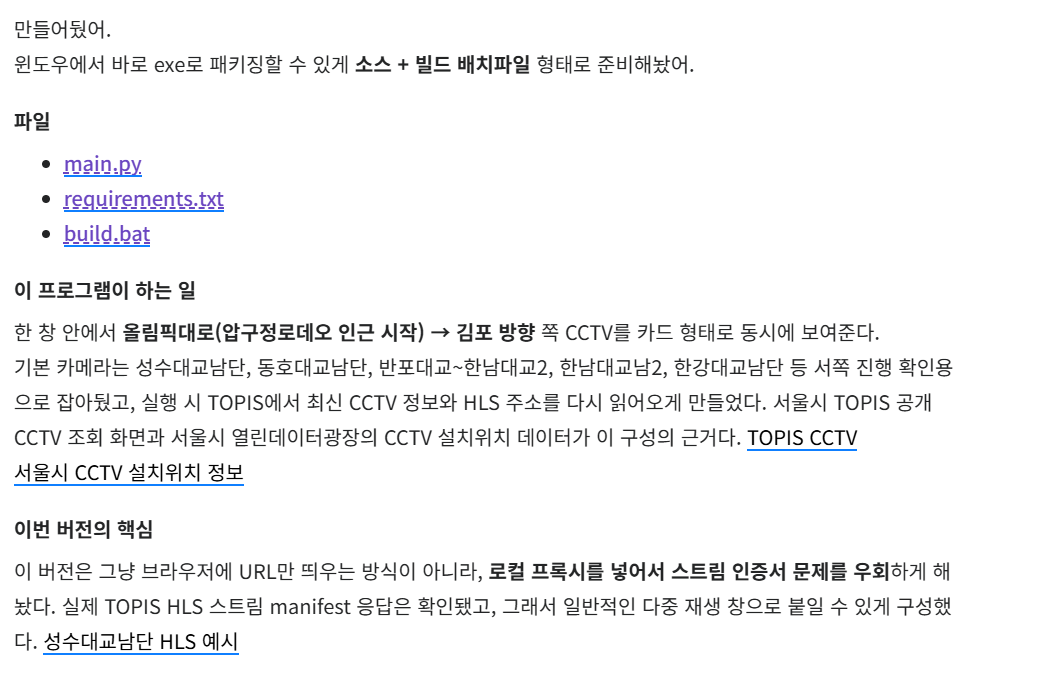 만들어뒀어.
윈도우에서 바로 exe로 패키징할 수 있게 소스 + 빌드 배치파일 형태로 준비해놨어.
파일
main.py
requirements.txt
build.bat
이 프로그램이 하는 일
한 창 안에서 올림픽대로(압구정로데오 인근 시작) → 김포 방향 쪽 CCTV를 카드 형태로 동시에 보여준다.
기본 카메라는 성수대교남단, 동호대교남단, 반포대교~한남대교2, 한남대교남2, 한강대교남단 등 서쪽 진행 확인용
으로 잡아뒀고, 실행 시 TOPIS에서 최신 CCTV 정보와 HLS 주소를 다시 읽어오게 만들었다. 서울시 TOPIS 공개
CCTV 조회 화면과 서울시 열린데이터광장의 CCTV 설치위치 데이터가 이 구성의 근거다. TOPIS CCTV
서울시 CCTV 설치위치 정보
이번 버전의 핵심
이 버전은 그냥 브라우저에 URL만 띄우는 방식이 아니라, 로컬 프록시를 넣어서 스트림 인증서 문제를 우회하게 해
놨다. 실제 TOPIS HLS 스트림 manifest 응답은 확인됐고, 그래서 일반적인 다중 재생 창으로 붙일 수 있게 구성했
다. 성수대교남단 HLS 예시